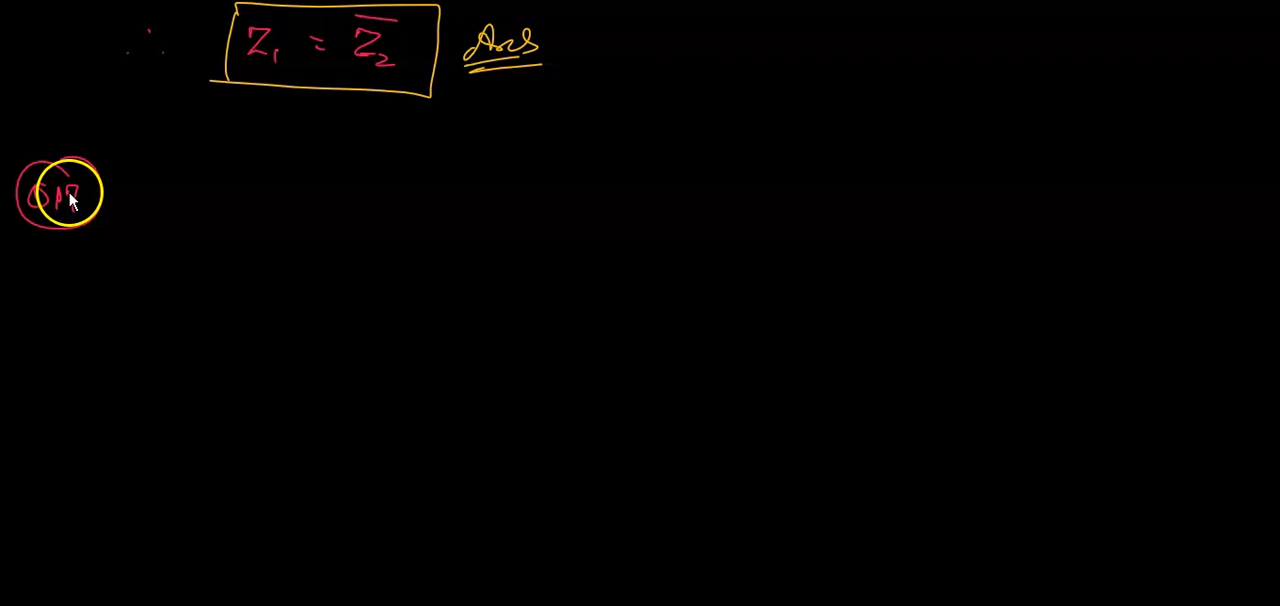 ∴ Z₁ = Z̅₂ Ans